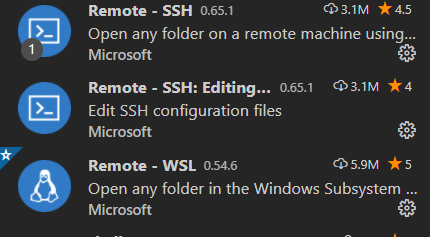 Remote - SSH 0.65.1 3.1M 4.5
Open any folder on a remote machine using...
1
Microsoft
Remote - SSH: Editing... 0.65.1 3.1M 4
Edit SSH configuration files
Microsoft
Remote - WSL 0.54.6 5.9M 5
Open any folder in the Windows Subsystem ...
Microsoft